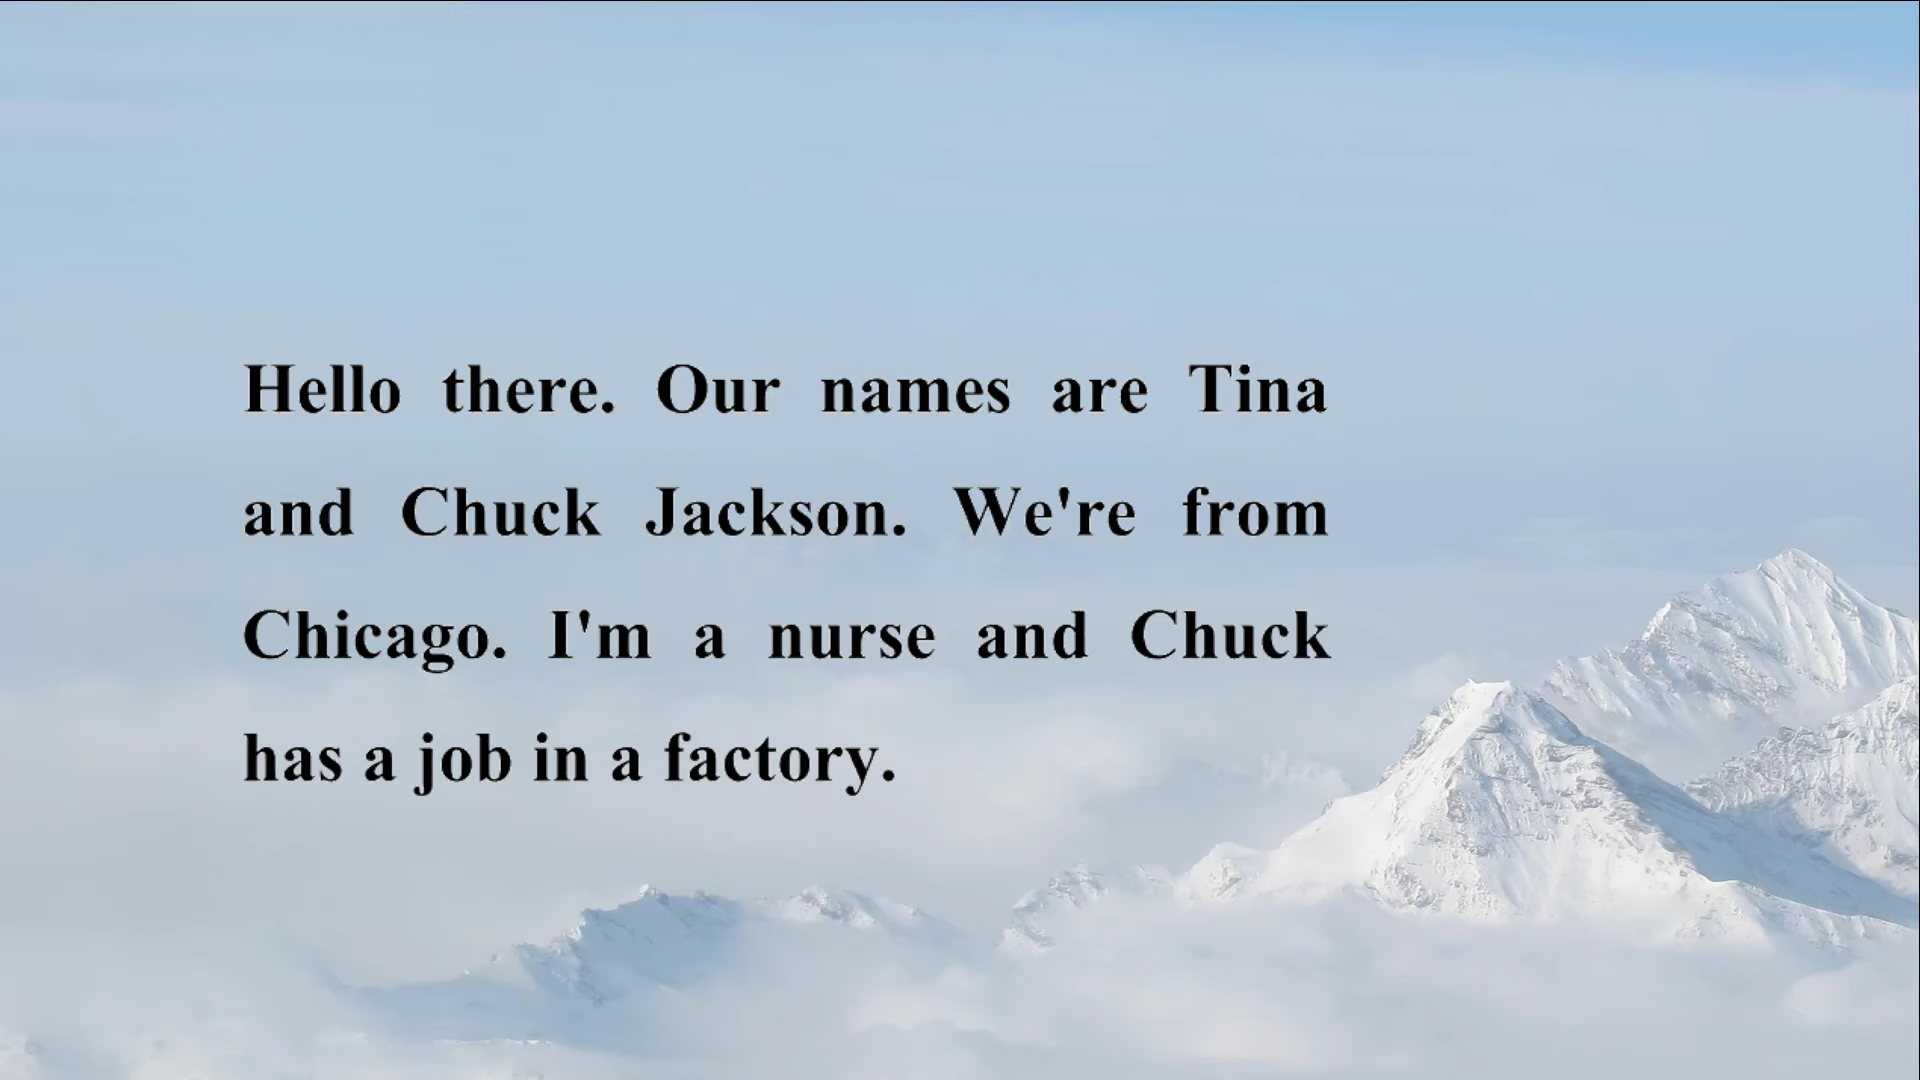 Hello there. Our names are Tina
and Chuck Jackson. We're from
Chicago. I'm a nurse and Chuck
has a job in a factory.